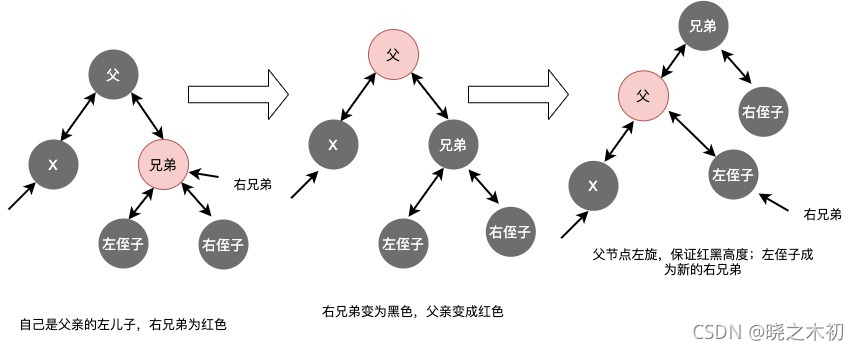 父
X
兄弟
右兄弟
左侄子
右侄子
自己是父亲的左儿子，右兄弟为红色
父
X
兄弟
左侄子
右侄子
右兄弟变为黑色，父亲变成红色
兄弟
父
右侄子
X
左侄子
右兄弟
父节点左旋，保证红黑高度；左侄子成
为新的右兄弟
CSDN @晓之木初